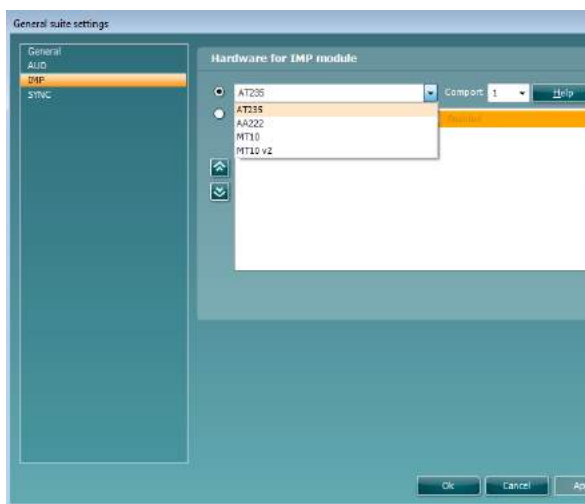 General suite settings
General
AUD
IMP
SYNC
Hardware for IMP module
AT235
Comport 1
Help
AT235
AA222
MT10
MT10 v2
Ok
Cancel